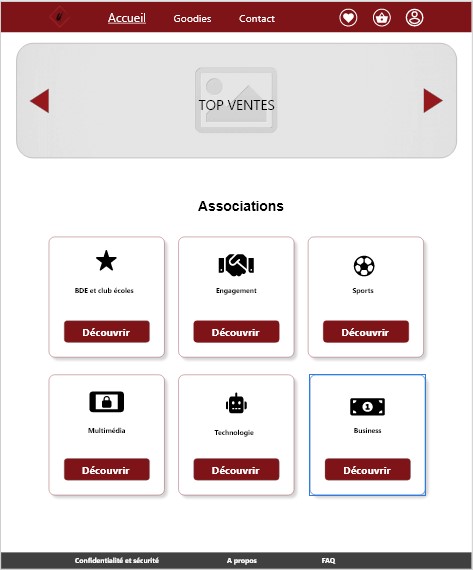 Accueil Goodies Contact
TOP VENTES
Associations
BDE et club écoles Engagement Sports
Découvrir Découvrir Découvrir
Multimédia Technologie Business
Découvrir Découvrir Découvrir
Confidentialité et sécurité A propos FAQ